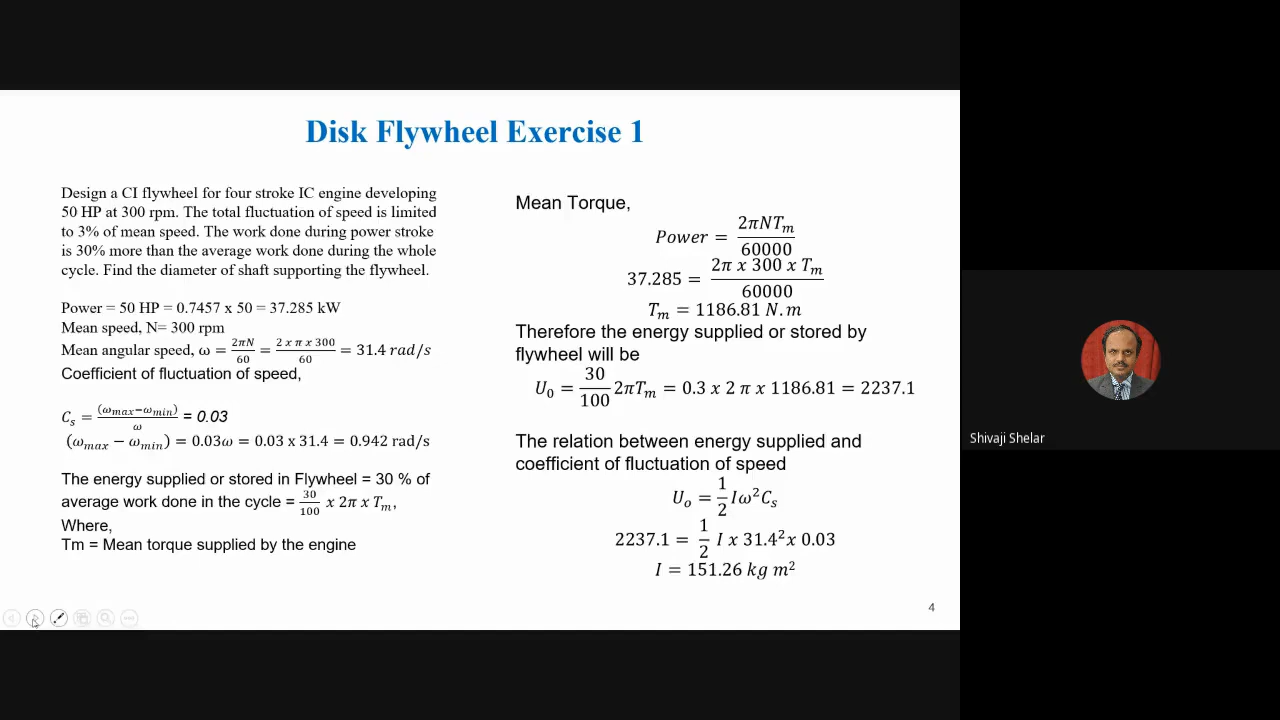 Disk Flywheel Exercise 1
Design a CI flywheel for four stroke IC engine developing
50 HP at 300 rpm. The total fluctuation of speed is limited
to 3% of mean speed. The work done during power stroke
is 30% more than the average work done during the whole
cycle. Find the diameter of shaft supporting the flywheel.
Power = 50 HP = 0.7457 x 50 = 37.285 kW
Mean speed, N= 300 rpm
Mean angular speed, ω = 2πN/60 = 2 x π x 300/60 = 31.4 rad/s
Coefficient of fluctuation of speed,
Cₛ = (ω_max−ω_min)/ω = 0.03
(ω_max − ω_min) = 0.03ω = 0.03 x 31.4 = 0.942 rad/s
The energy supplied or stored in Flywheel = 30 % of
average work done in the cycle = 30/100 x 2π x T_m,
Where,
Tm = Mean torque supplied by the engine
Mean Torque,
Power = 2πNT_m/60000
37.285 = 2π x 300 x T_m/60000
T_m = 1186.81 N.m
Therefore the energy supplied or stored by
flywheel will be
U₀ = 30/100 2πT_m = 0.3 x 2 π x 1186.81 = 2237.1
The relation between energy supplied and
coefficient of fluctuation of speed
U_o = 1/2 Iω²Cₛ
2237.1 = 1/2 I x 31.4² x 0.03
I = 151.26 kg m²
4
Shivaji Shelar